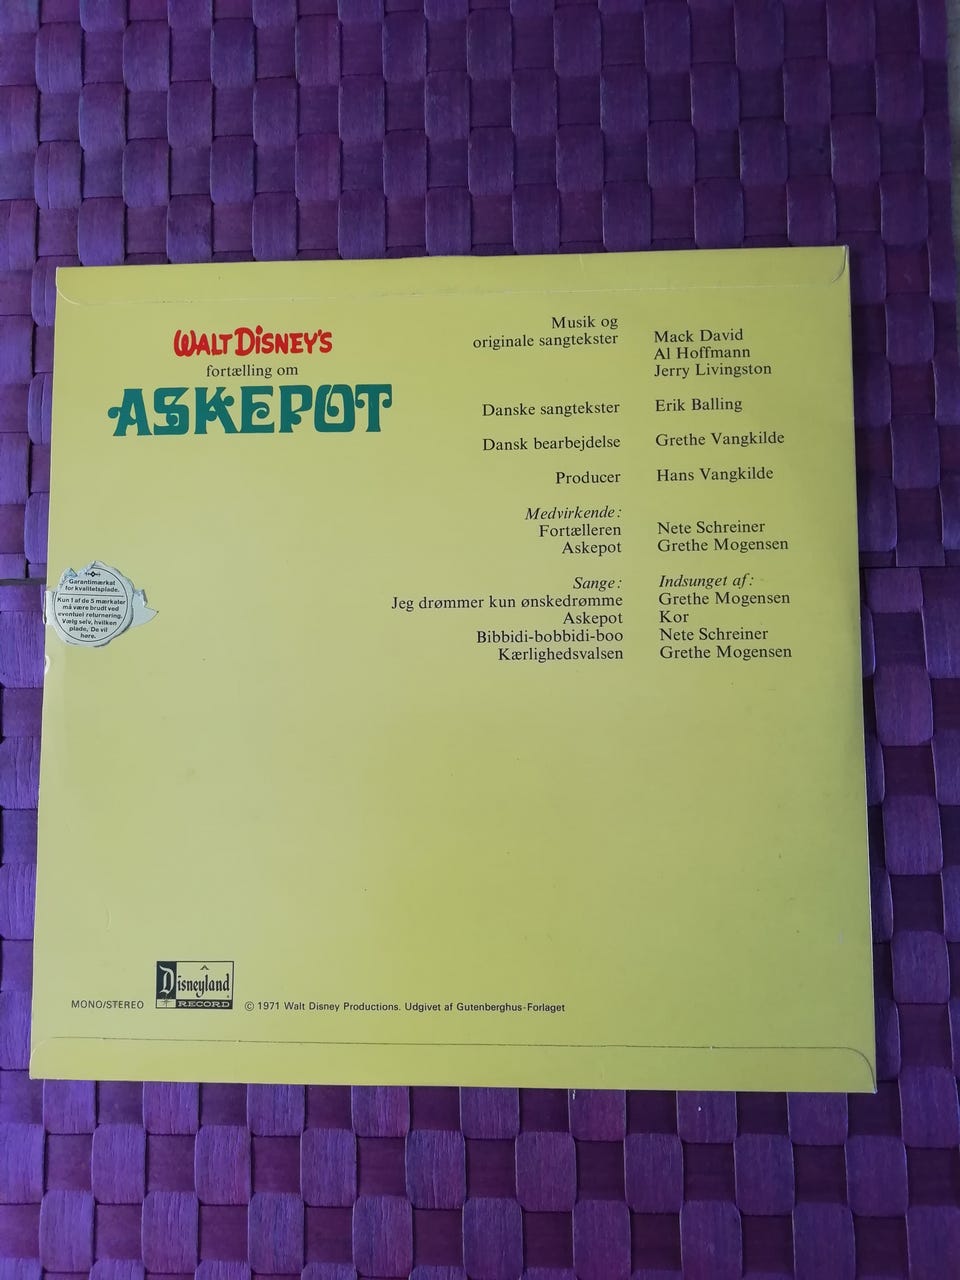 WALT DISNEY'S
fortælling om
ASKEPOT
Musik og
originale sangtekster Mack David
Al Hoffmann
Jerry Livingston
Danske sangtekster Erik Balling
Dansk bearbejdelse Grethe Vangkilde
Producer Hans Vangkilde
Medvirkende:
Fortælleren Nete Schreiner
Askepot Grethe Mogensen
Sange: Indsunget af:
Jeg drømmer kun ønskedrømme Grethe Mogensen
Askepot Kor
Bibbidi-bobbidi-boo Nete Schreiner
Kærlighedsvalsen Grethe Mogensen
Garantimærkat
for kvalitetsplade.
Kun 1 af de 5 mærkater
må være brudt ved
eventuel returnering.
Vælg selv, hvilken
plade, De vil
høre.
Disneyland
RECORD
MONO/STEREO © 1971 Walt Disney Productions. Udgivet af Gutenberghus-Forlaget